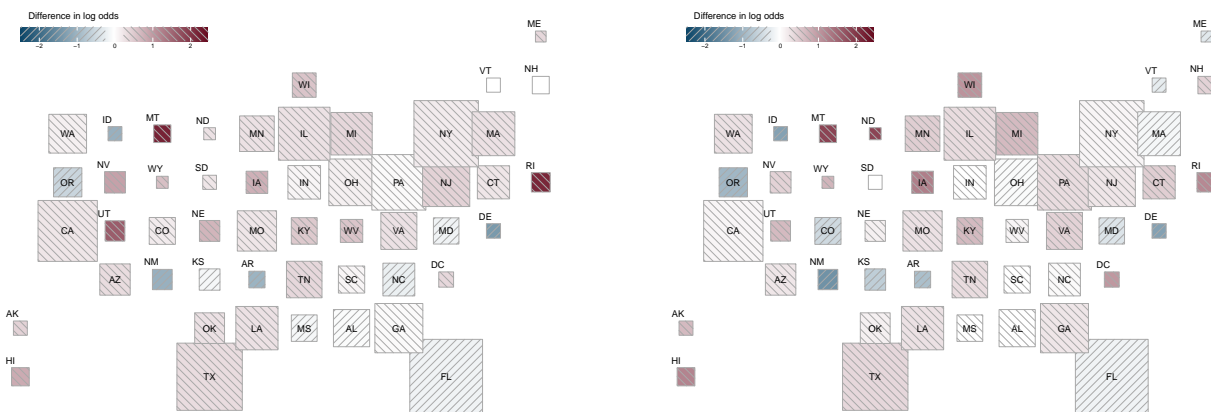 Difference in log odds
−2 −1 0 1 2
ME
WI VT NH
WA ID MT ND MN IL MI NY MA
OR NV WY SD IA IN OH PA NJ CT RI
CA UT CO NE MO KY WV VA MD DE
AZ NM KS AR TN SC NC DC
AK OK LA MS AL GA
HI TX FL
Difference in log odds
−2 −1 0 1 2
ME
WI VT NH
WA ID MT ND MN IL MI NY MA
OR NV WY SD IA IN OH PA NJ CT RI
CA UT CO NE MO KY WV VA MD DE
AZ NM KS AR TN SC NC DC
AK OK LA MS AL GA
HI TX FL